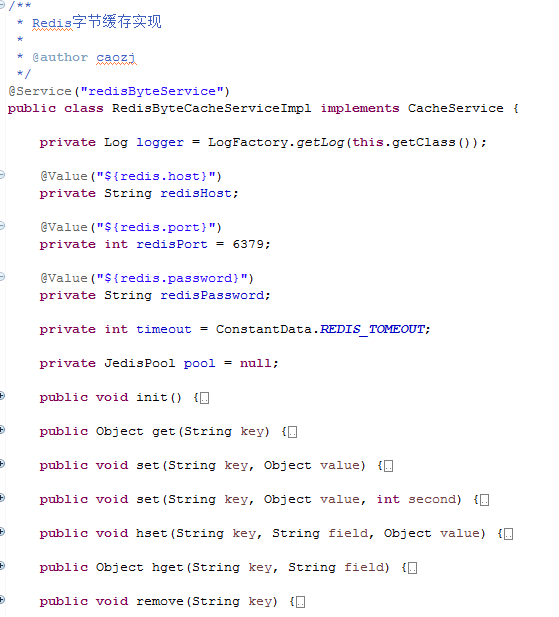 /**
 * Redis字节缓存实现
 *
 * @author caozj
 */
@Service("redisByteService")
public class RedisByteCacheServiceImpl implements CacheService {
    private Log logger = LogFactory.getLog(this.getClass());
    @Value("${redis.host}")
    private String redisHost;
    @Value("${redis.port}")
    private int redisPort = 6379;
    @Value("${redis.password}")
    private String redisPassword;
    private int timeout = ConstantData.REDIS_TOMEOUT;
    private JedisPool pool = null;
    public void init() {
    public Object get(String key) {
    public void set(String key, Object value) {
    public void set(String key, Object value, int second) {
    public void hset(String key, String field, Object value) {
    public Object hget(String key, String field) {
    public void remove(String key) {